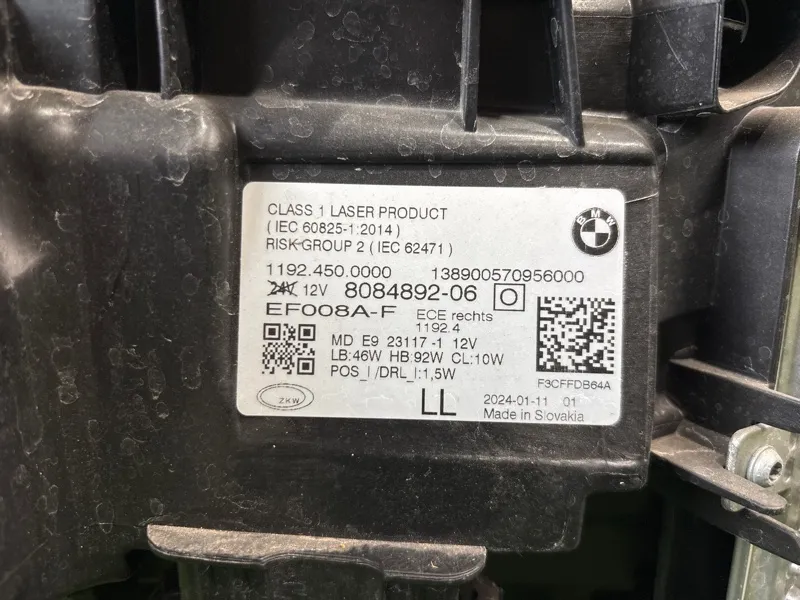 CLASS 1 LASER PRODUCT
( IEC 60825-1:2014 )
RISK GROUP 2 ( IEC 62471 )
BMW
1192.450.0000 138900570956000
24V 12V 8084892-06
EF008A-F ECE rechts
1192.4
MD E9 23117 -1 12V
LB:46W HB:92W CL:10W
POS_I /DRL_I:1,5W
F3CFFDB64A
ZKW
LL
2024-01-11 01
Made in Slovakia